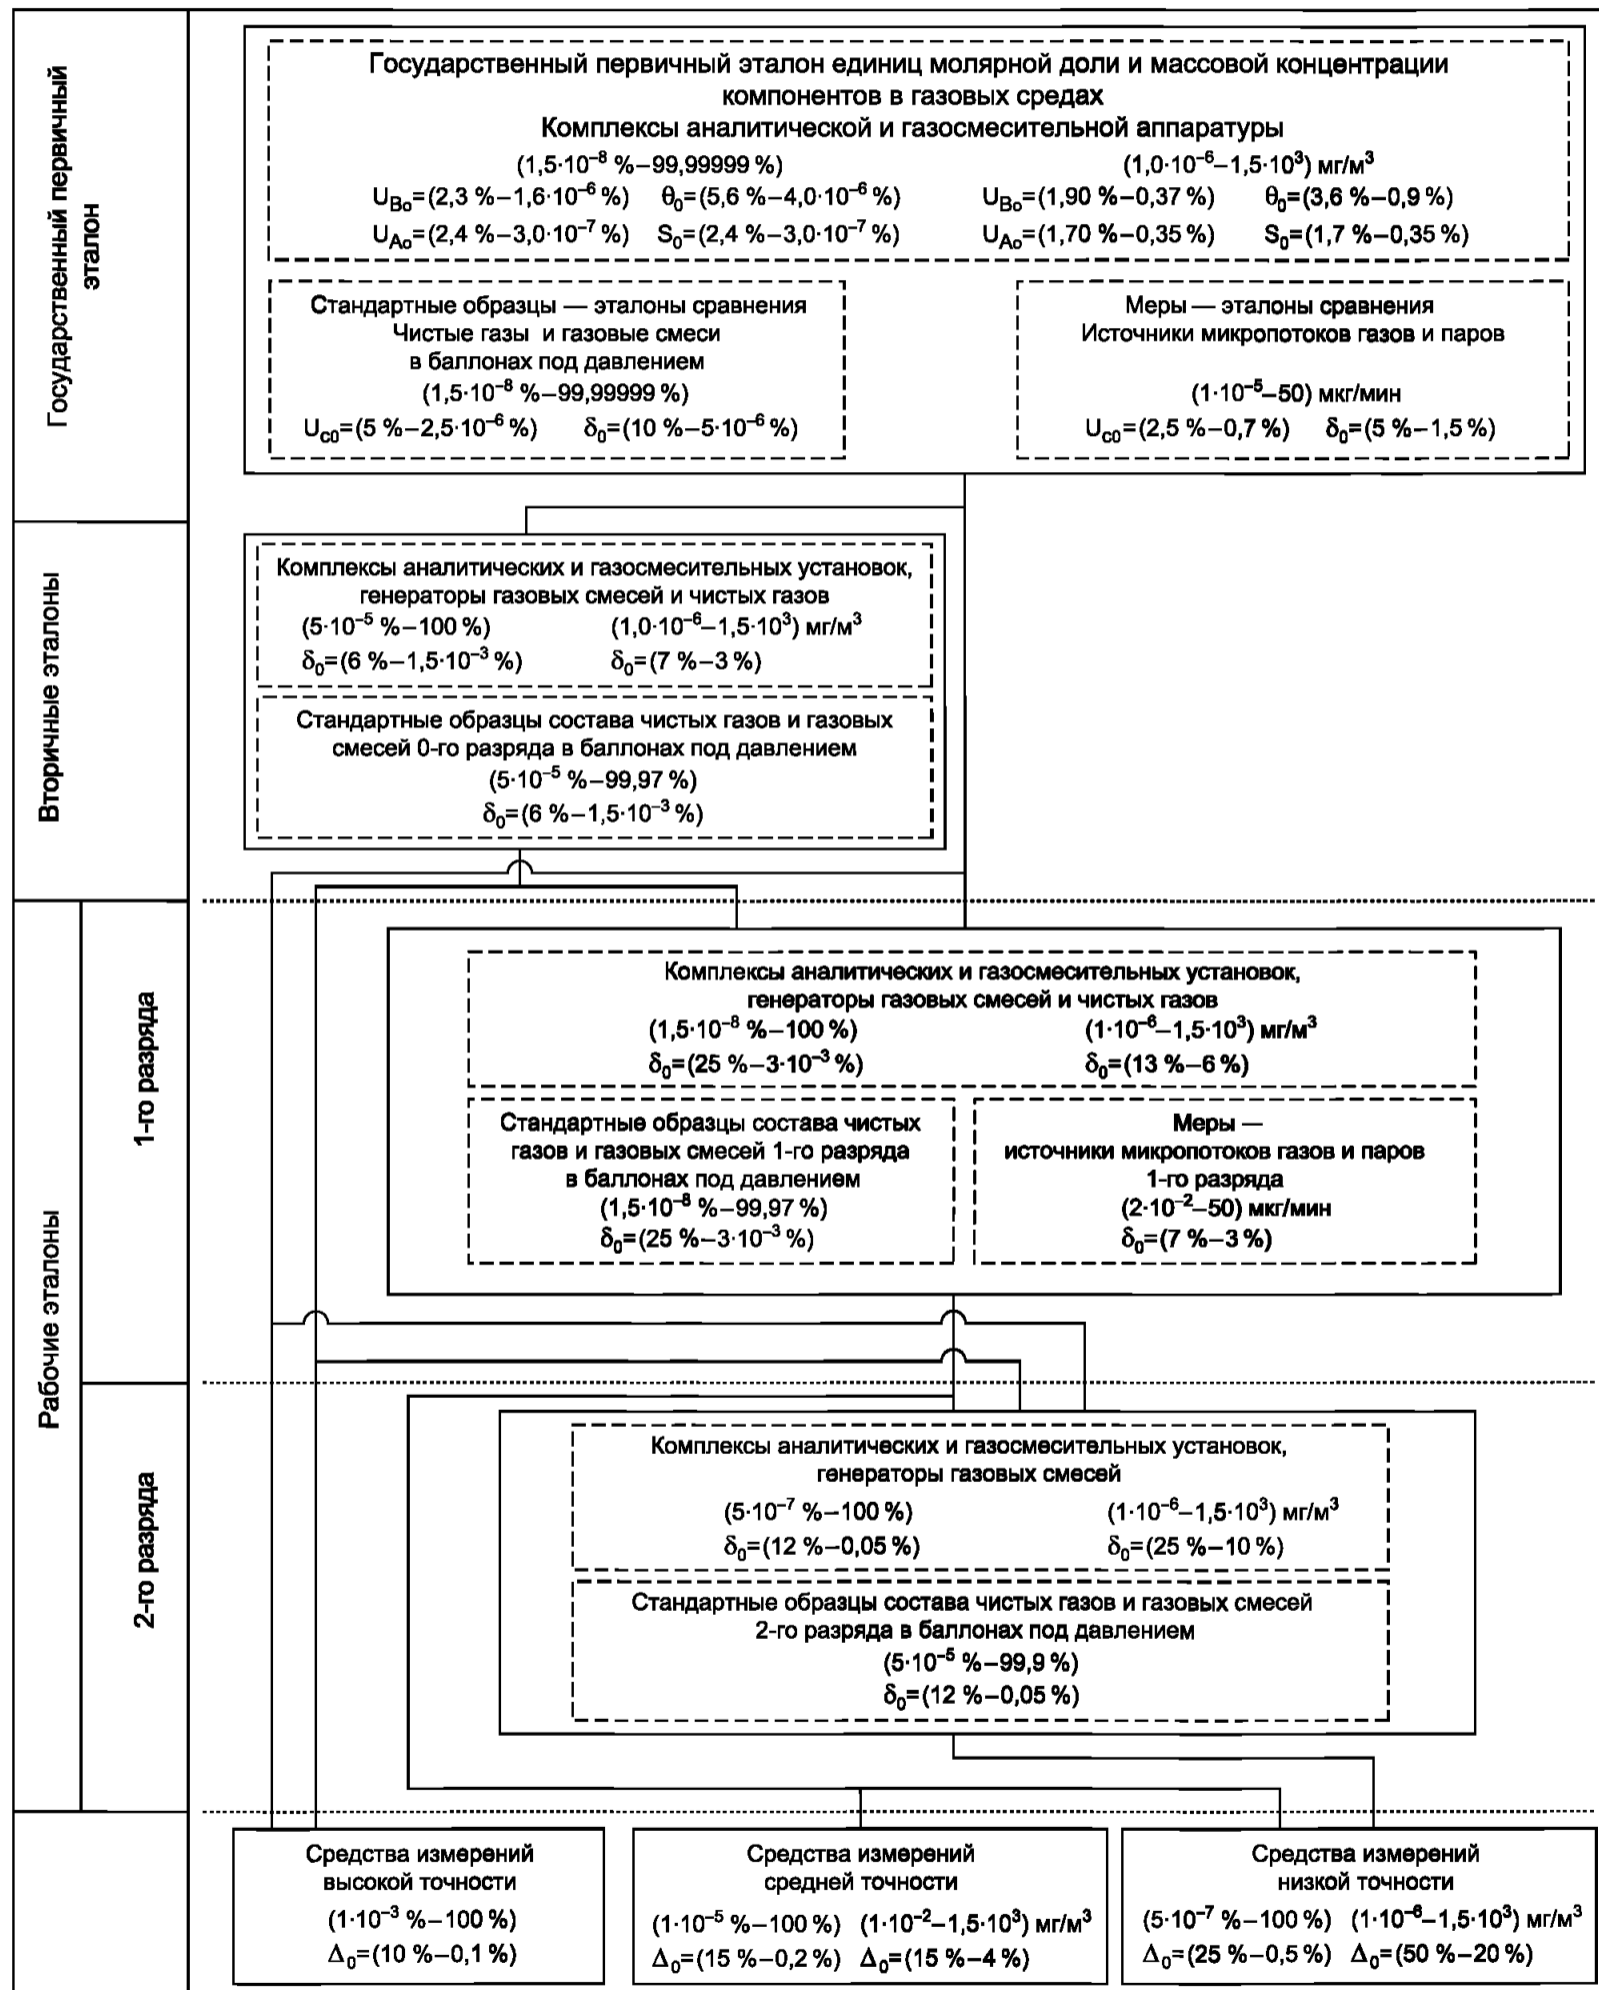 Государственный первичный
эталон
Государственный первичный эталон единиц молярной доли и массовой концентрации
компонентов в газовых средах
Комплексы аналитической и газосмесительной аппаратуры
(1,5·10⁻⁸ %–99,99999 %) (1,0·10⁻⁶–1,5·10³) мг/м³
U_Bo=(2,3 %–1,6·10⁻⁶ %) θ₀=(5,6 %–4,0·10⁻⁶ %) U_Bo=(1,90 %–0,37 %) θ₀=(3,6 %–0,9 %)
U_Ao=(2,4 %–3,0·10⁻⁷ %) S₀=(2,4 %–3,0·10⁻⁷ %) U_Ao=(1,70 %–0,35 %) S₀=(1,7 %–0,35 %)
Стандартные образцы — эталоны сравнения
Чистые газы и газовые смеси
в баллонах под давлением
(1,5·10⁻⁸ %–99,99999 %)
U_c0=(5 %–2,5·10⁻⁶ %) δ₀=(10 %–5·10⁻⁶ %)
Меры — эталоны сравнения
Источники микропотоков газов и паров
(1·10⁻⁵–50) мкг/мин
U_c0=(2,5 %–0,7 %) δ₀=(5 %–1,5 %)
Вторичные эталоны
Комплексы аналитических и газосмесительных установок,
генераторы газовых смесей и чистых газов
(5·10⁻⁵ %–100 %) (1,0·10⁻⁶–1,5·10³) мг/м³
δ₀=(6 %–1,5·10⁻³ %) δ₀=(7 %–3 %)
Стандартные образцы состава чистых газов и газовых
смесей 0-го разряда в баллонах под давлением
(5·10⁻⁵ %–99,97 %)
δ₀=(6 %–1,5·10⁻³ %)
Рабочие эталоны
1-го разряда
Комплексы аналитических и газосмесительных установок,
генераторы газовых смесей и чистых газов
(1,5·10⁻⁸ %–100 %) (1·10⁻⁶–1,5·10³) мг/м³
δ₀=(25 %–3·10⁻³ %) δ₀=(13 %–6 %)
Стандартные образцы состава чистых
газов и газовых смесей 1-го разряда
в баллонах под давлением
(1,5·10⁻⁸ %–99,97 %)
δ₀=(25 %–3·10⁻³ %)
Меры —
источники микропотоков газов и паров
1-го разряда
(2·10⁻²–50) мкг/мин
δ₀=(7 %–3 %)
2-го разряда
Комплексы аналитических и газосмесительных установок,
генераторы газовых смесей
(5·10⁻⁷ %–100 %) (1·10⁻⁶–1,5·10³) мг/м³
δ₀=(12 %–0,05 %) δ₀=(25 %–10 %)
Стандартные образцы состава чистых газов и газовых смесей
2-го разряда в баллонах под давлением
(5·10⁻⁵ %–99,9 %)
δ₀=(12 %–0,05 %)
Средства измерений
высокой точности
(1·10⁻³ %–100 %)
Δ₀=(10 %–0,1 %)
Средства измерений
средней точности
(1·10⁻⁵ %–100 %) (1·10⁻²–1,5·10³) мг/м³
Δ₀=(15 %–0,2 %) Δ₀=(15 %–4 %)
Средства измерений
низкой точности
(5·10⁻⁷ %–100 %) (1·10⁻⁶–1,5·10³) мг/м³
Δ₀=(25 %–0,5 %) Δ₀=(50 %–20 %)